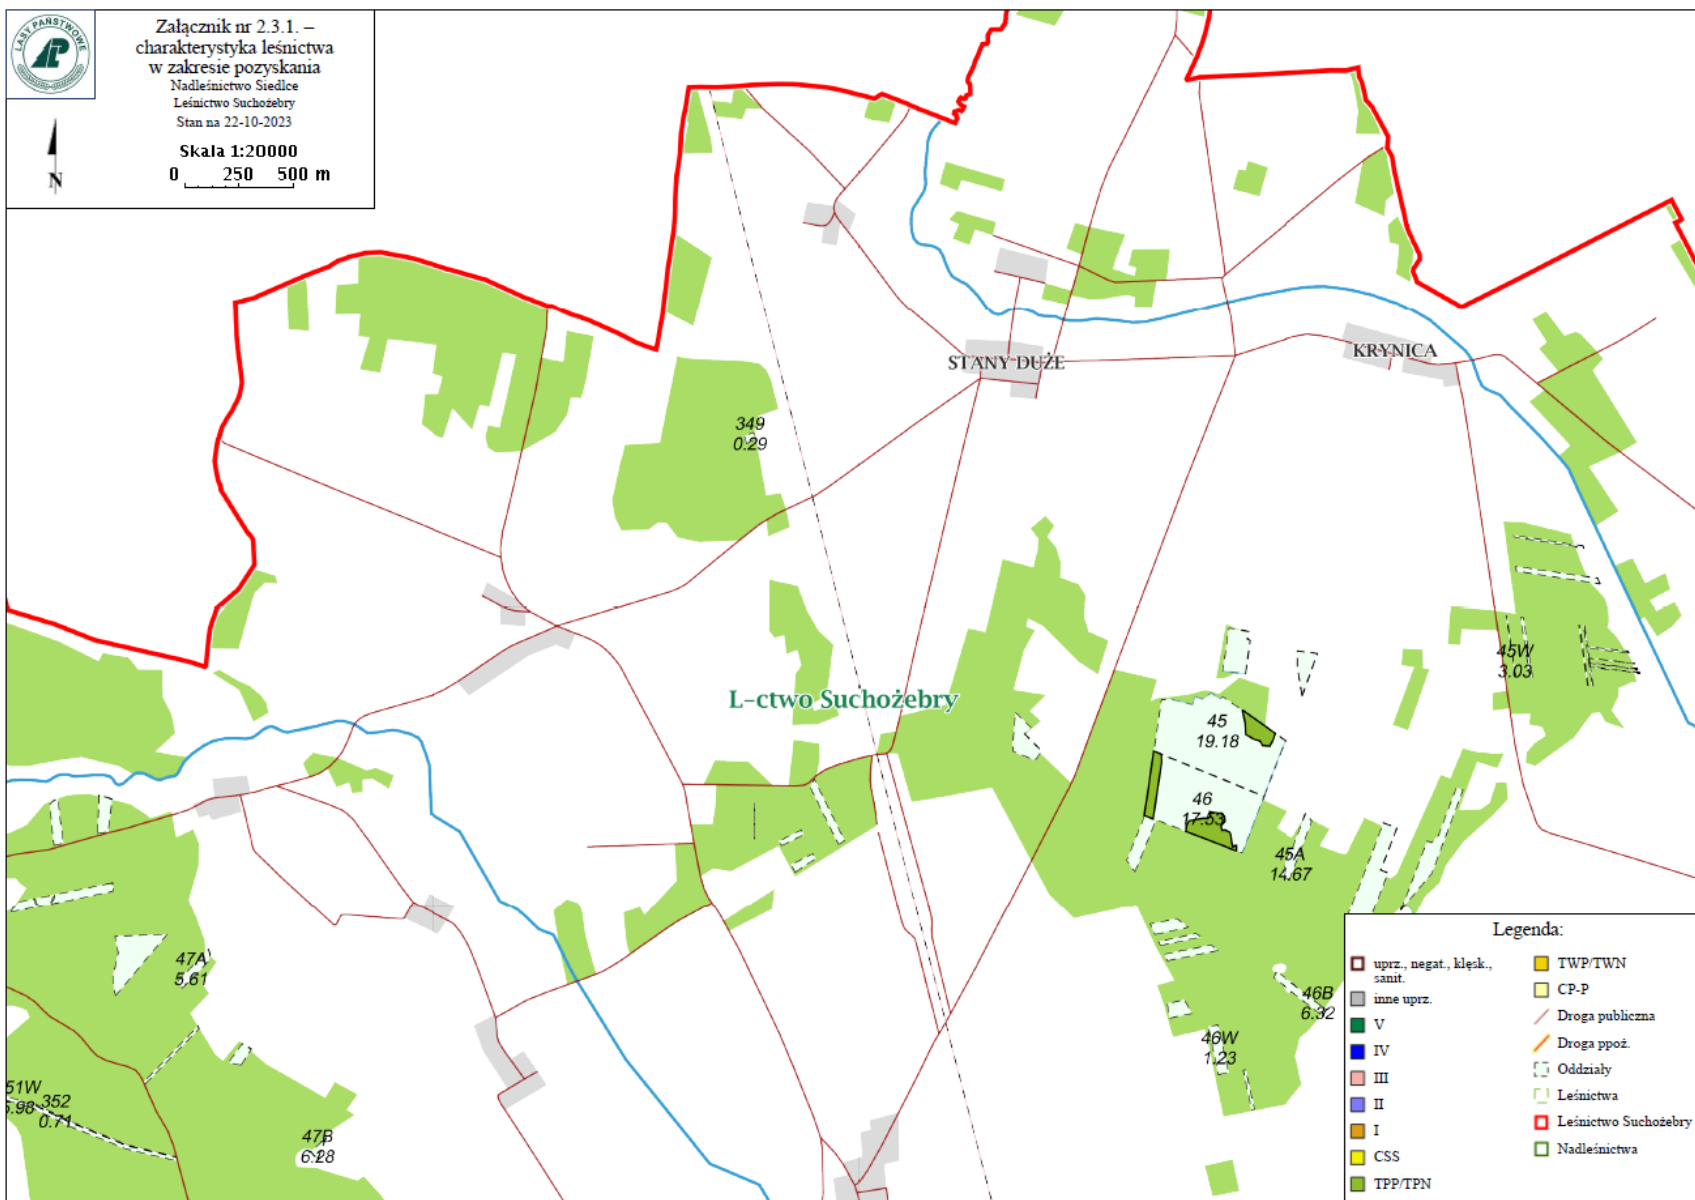 LASY PAŃSTWOWE
Załącznik nr 2.3.1. –
charakterystyka leśnictwa
w zakresie pozyskania
Nadleśnictwo Siedlce
Leśnictwo Suchożebry
Stan na 22-10-2023
Skala 1:20000
0 250 500 m
N
STANY DUŻE
KRYNICA
349
0.29
45W
3.03
L-ctwo Suchożebry
45
19.18
46
17.53
45A
14.67
47A
5.61
46B
6.32
46W
1.23
51W
5.98
352
0.71
47B
6.28
Legenda:
uprz., negat., klęsk.,
sanit.
inne uprz.
V
IV
III
II
I
CSS
TPP/TPN
TWP/TWN
CP-P
Droga publiczna
Droga ppoż.
Oddziały
Leśnictwa
Leśnictwo Suchożebry
Nadleśnictwa